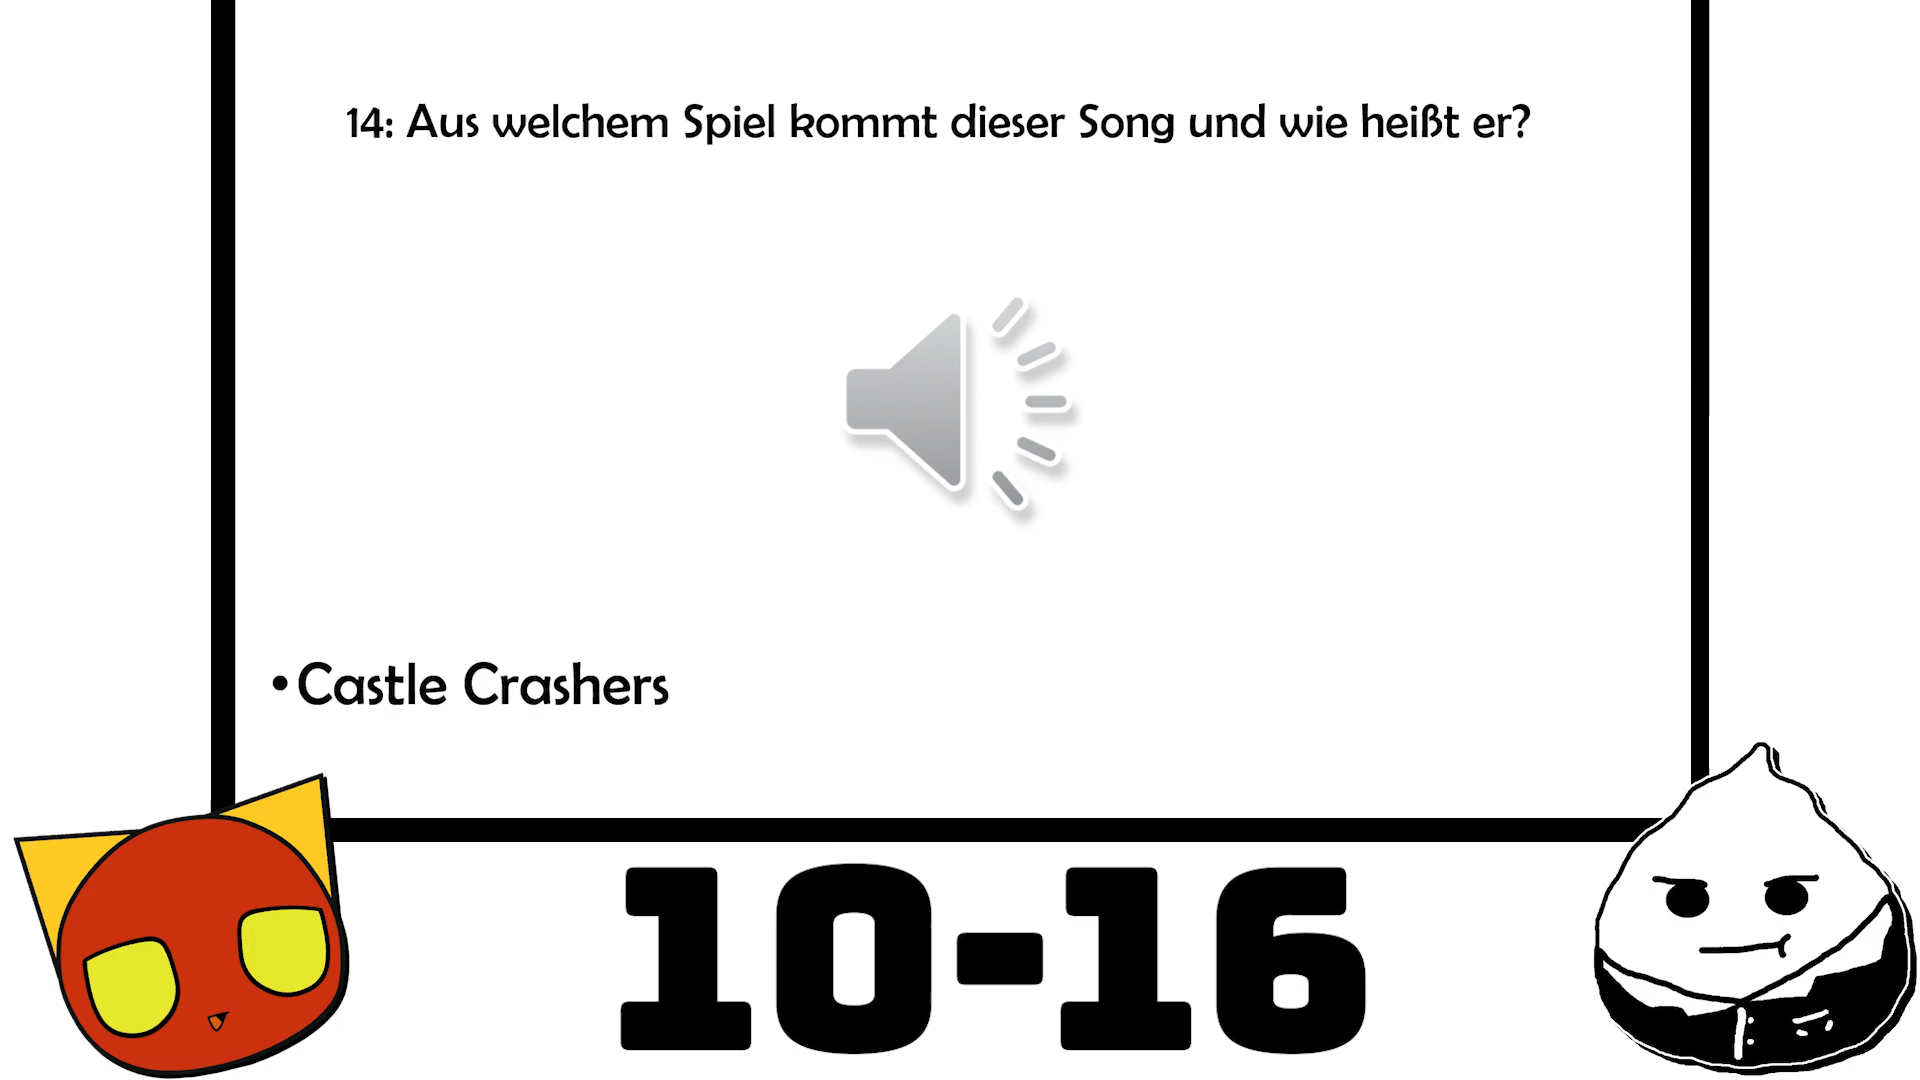 14: Aus welchem Spiel kommt dieser Song und wie heißt er?
• Castle Crashers
10-16